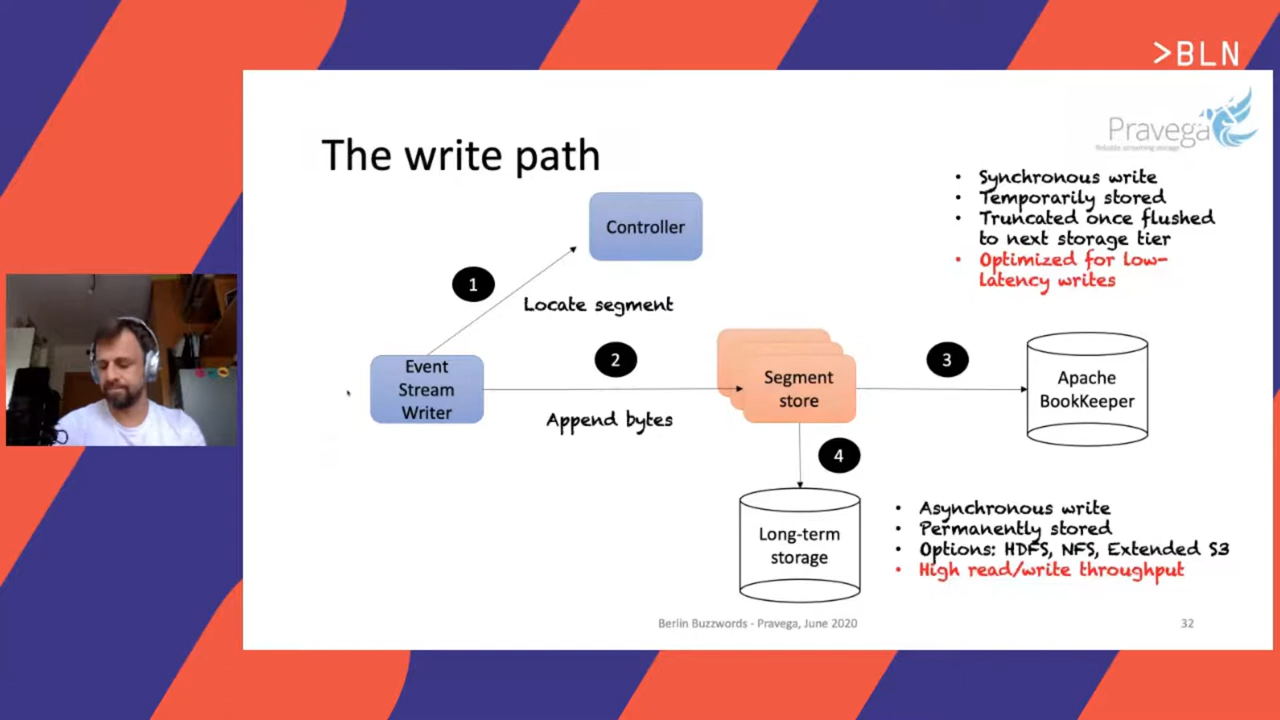 >BLN
Pravega
Reliable streaming storage
The write path
Controller
1
Locate segment
Event
Stream
Writer
2
Append bytes
Segment
store
3
Apache
BookKeeper
• Synchronous write
• Temporarily stored
• Truncated once flushed
to next storage tier
• Optimized for low-
latency writes
4
Long-term
storage
• Asynchronous write
• Permanently stored
• Options: HDFS, NFS, Extended S3
• High read/write throughput
Berlin Buzzwords - Pravega, June 2020
32